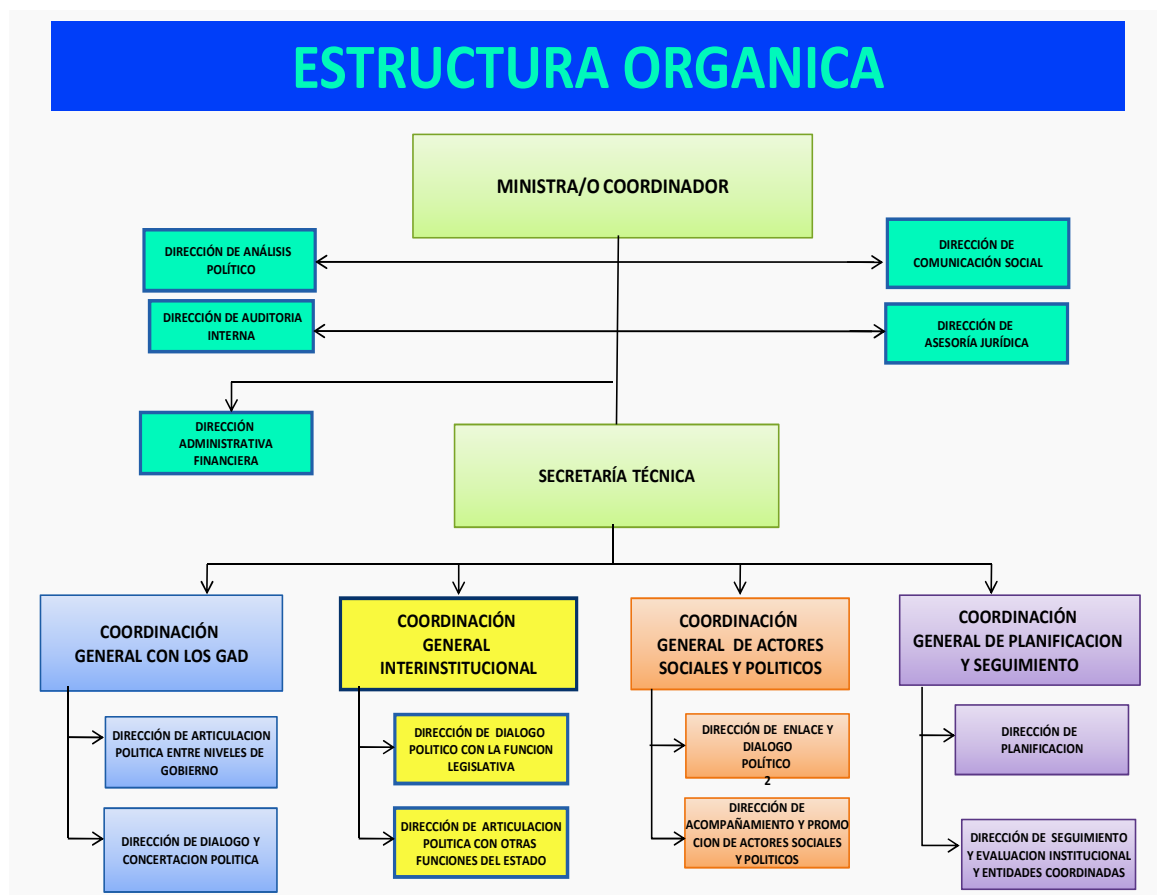 ESTRUCTURA ORGANICA
MINISTRA/O COORDINADOR
DIRECCIÓN DE ANÁLISIS
POLÍTICO
DIRECCIÓN DE
COMUNICACIÓN SOCIAL
DIRECCIÓN DE AUDITORIA
INTERNA
DIRECCIÓN DE
ASESORÍA JURÍDICA
DIRECCIÓN
ADMINISTRATIVA
FINANCIERA
SECRETARÍA TÉCNICA
COORDINACIÓN
GENERAL CON LOS GAD
COORDINACIÓN
GENERAL
INTERINSTITUCIONAL
COORDINACIÓN
GENERAL DE ACTORES
SOCIALES Y POLITICOS
COORDINACIÓN
GENERAL DE PLANIFICACION
Y SEGUIMIENTO
DIRECCIÓN DE ARTICULACION
POLITICA ENTRE NIVELES DE
GOBIERNO
DIRECCIÓN DE DIALOGO
POLITICO CON LA FUNCION
LEGISLATIVA
DIRECCIÓN DE ENLACE Y
DIALOGO
POLÍTICO
2
DIRECCIÓN DE
PLANIFICACION
DIRECCIÓN DE DIALOGO Y
CONCERTACION POLITICA
DIRECCIÓN DE ARTICULACION
POLITICA CON OTRAS
FUNCIONES DEL ESTADO
DIRECCIÓN DE
ACOMPAÑAMIENTO Y PROMO
CION DE ACTORES SOCIALES
Y POLITICOS
DIRECCIÓN DE SEGUIMIENTO
Y EVALUACION INSTITUCIONAL
Y ENTIDADES COORDINADAS